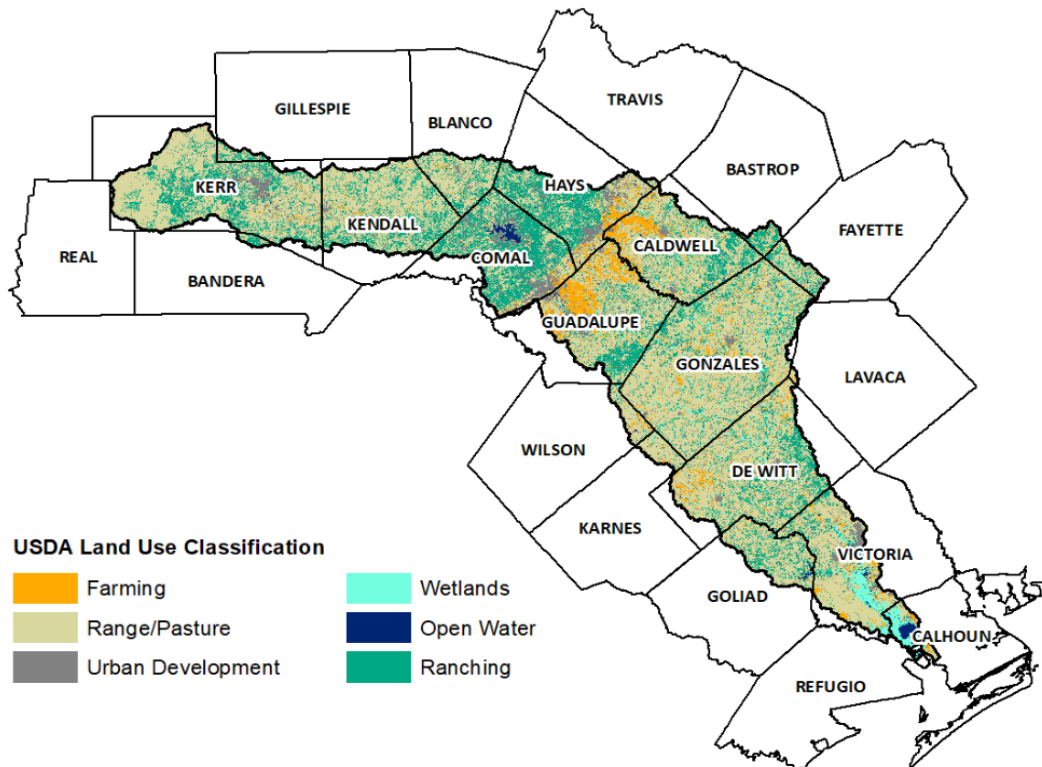 TRAVIS
GILLESPIE
BLANCO
BASTROP
KERR
HAYS
KENDALL
CALDWELL
FAYETTE
REAL
COMAL
BANDERA
GUADALUPE
GONZALES
LAVACA
WILSON
DE WITT
KARNES
VICTORIA
GOLIAD
CALHOUN
REFUGIO
USDA Land Use Classification
Farming
Wetlands
Range/Pasture
Open Water
Urban Development
Ranching